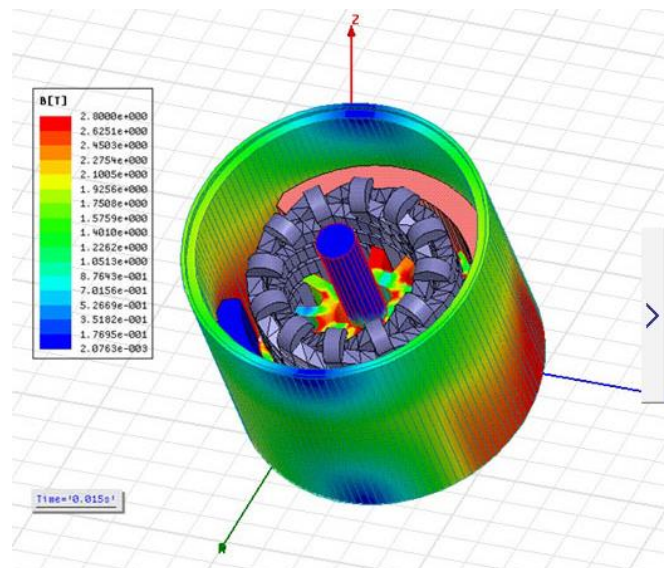 Z
B[T]
2.8000e+000
2.6251e+000
2.4503e+000
2.2754e+000
2.1005e+000
1.9256e+000
1.7508e+000
1.5759e+000
1.4010e+000
1.2262e+000
1.0513e+000
8.7643e-001
7.0156e-001
5.2669e-001
3.5182e-001
1.7695e-001
2.0763e-003
Time='0.015s'
R